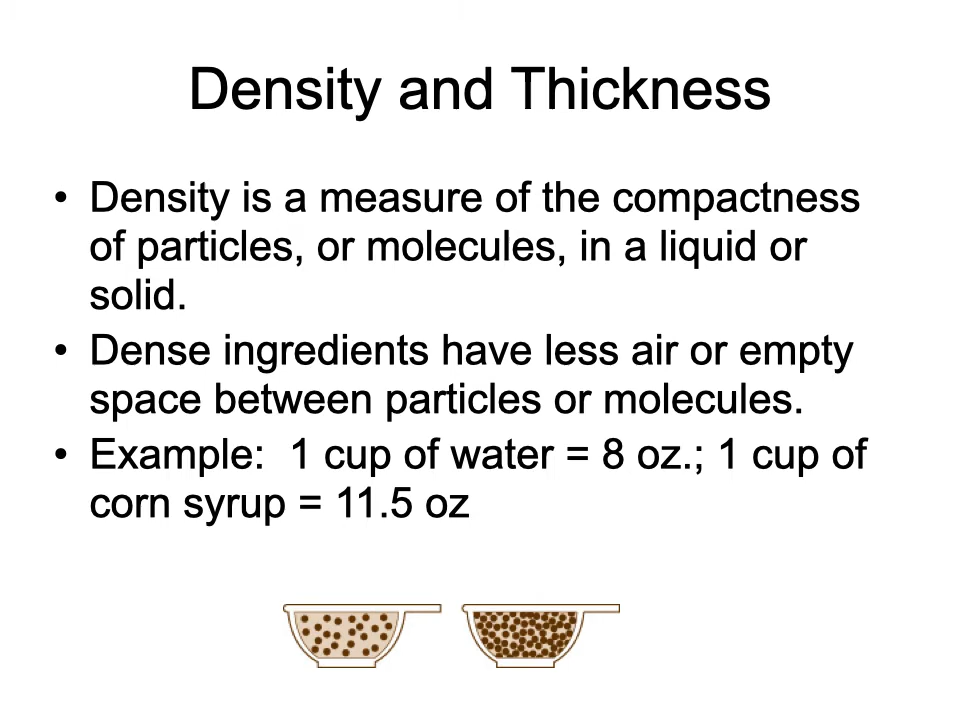 Density and Thickness
• Density is a measure of the compactness
of particles, or molecules, in a liquid or
solid.
• Dense ingredients have less air or empty
space between particles or molecules.
• Example:  1 cup of water = 8 oz.; 1 cup of
corn syrup = 11.5 oz